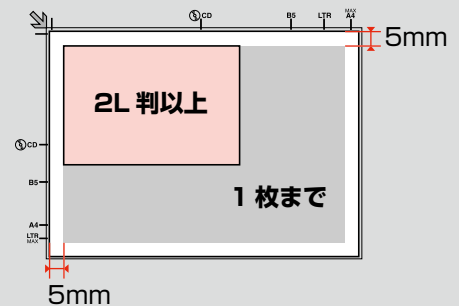 CD B5 LTR MAX A4
5mm
2L 判以上
CD
B5
1 枚まで
A4
LTR
MAX
5mm